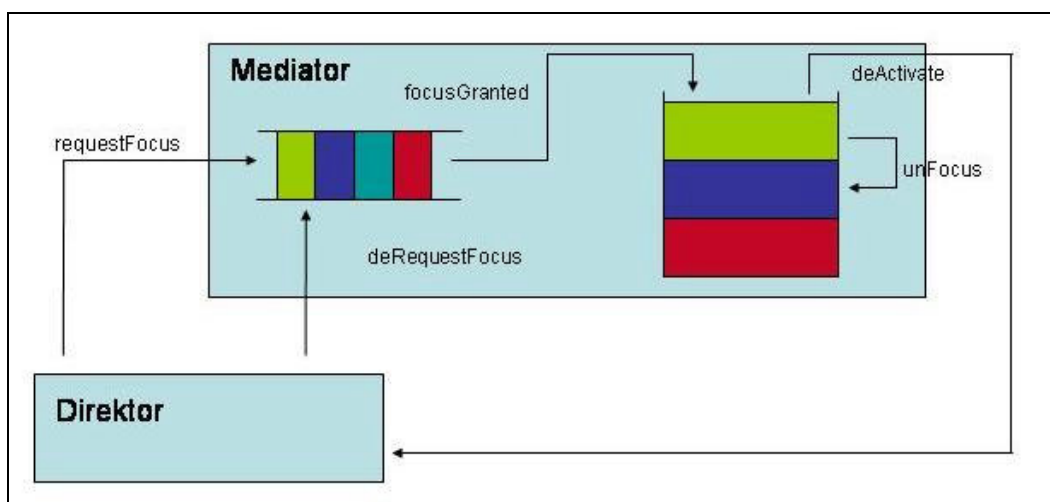 Mediator
deActivate
focusGranted
requestFocus
unFocus
deRequestFocus
Direktor